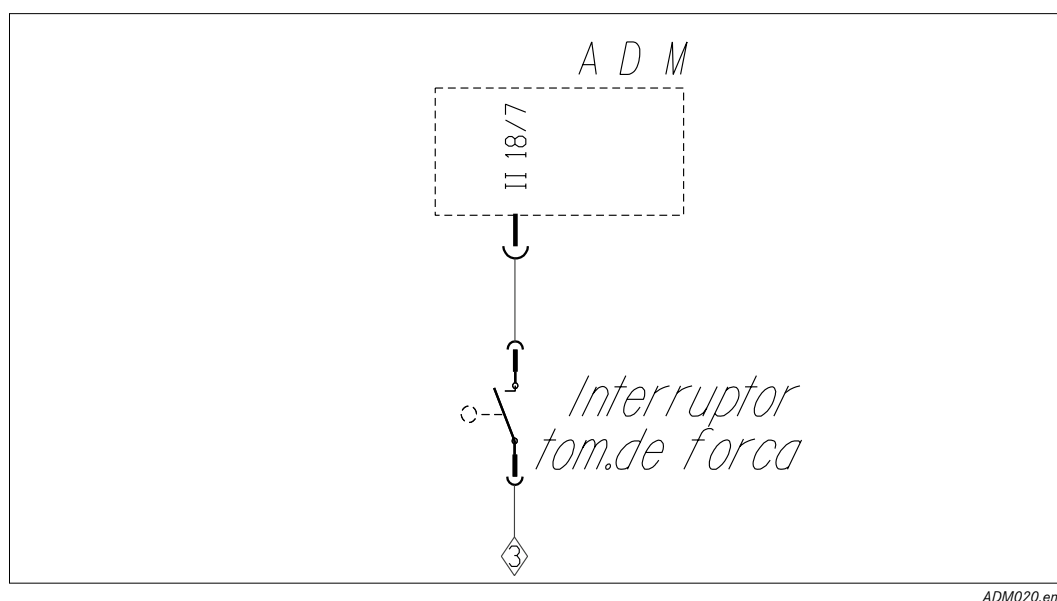 A D M
II 18/7
Interruptor
tom.de forca
3
ADM020.en